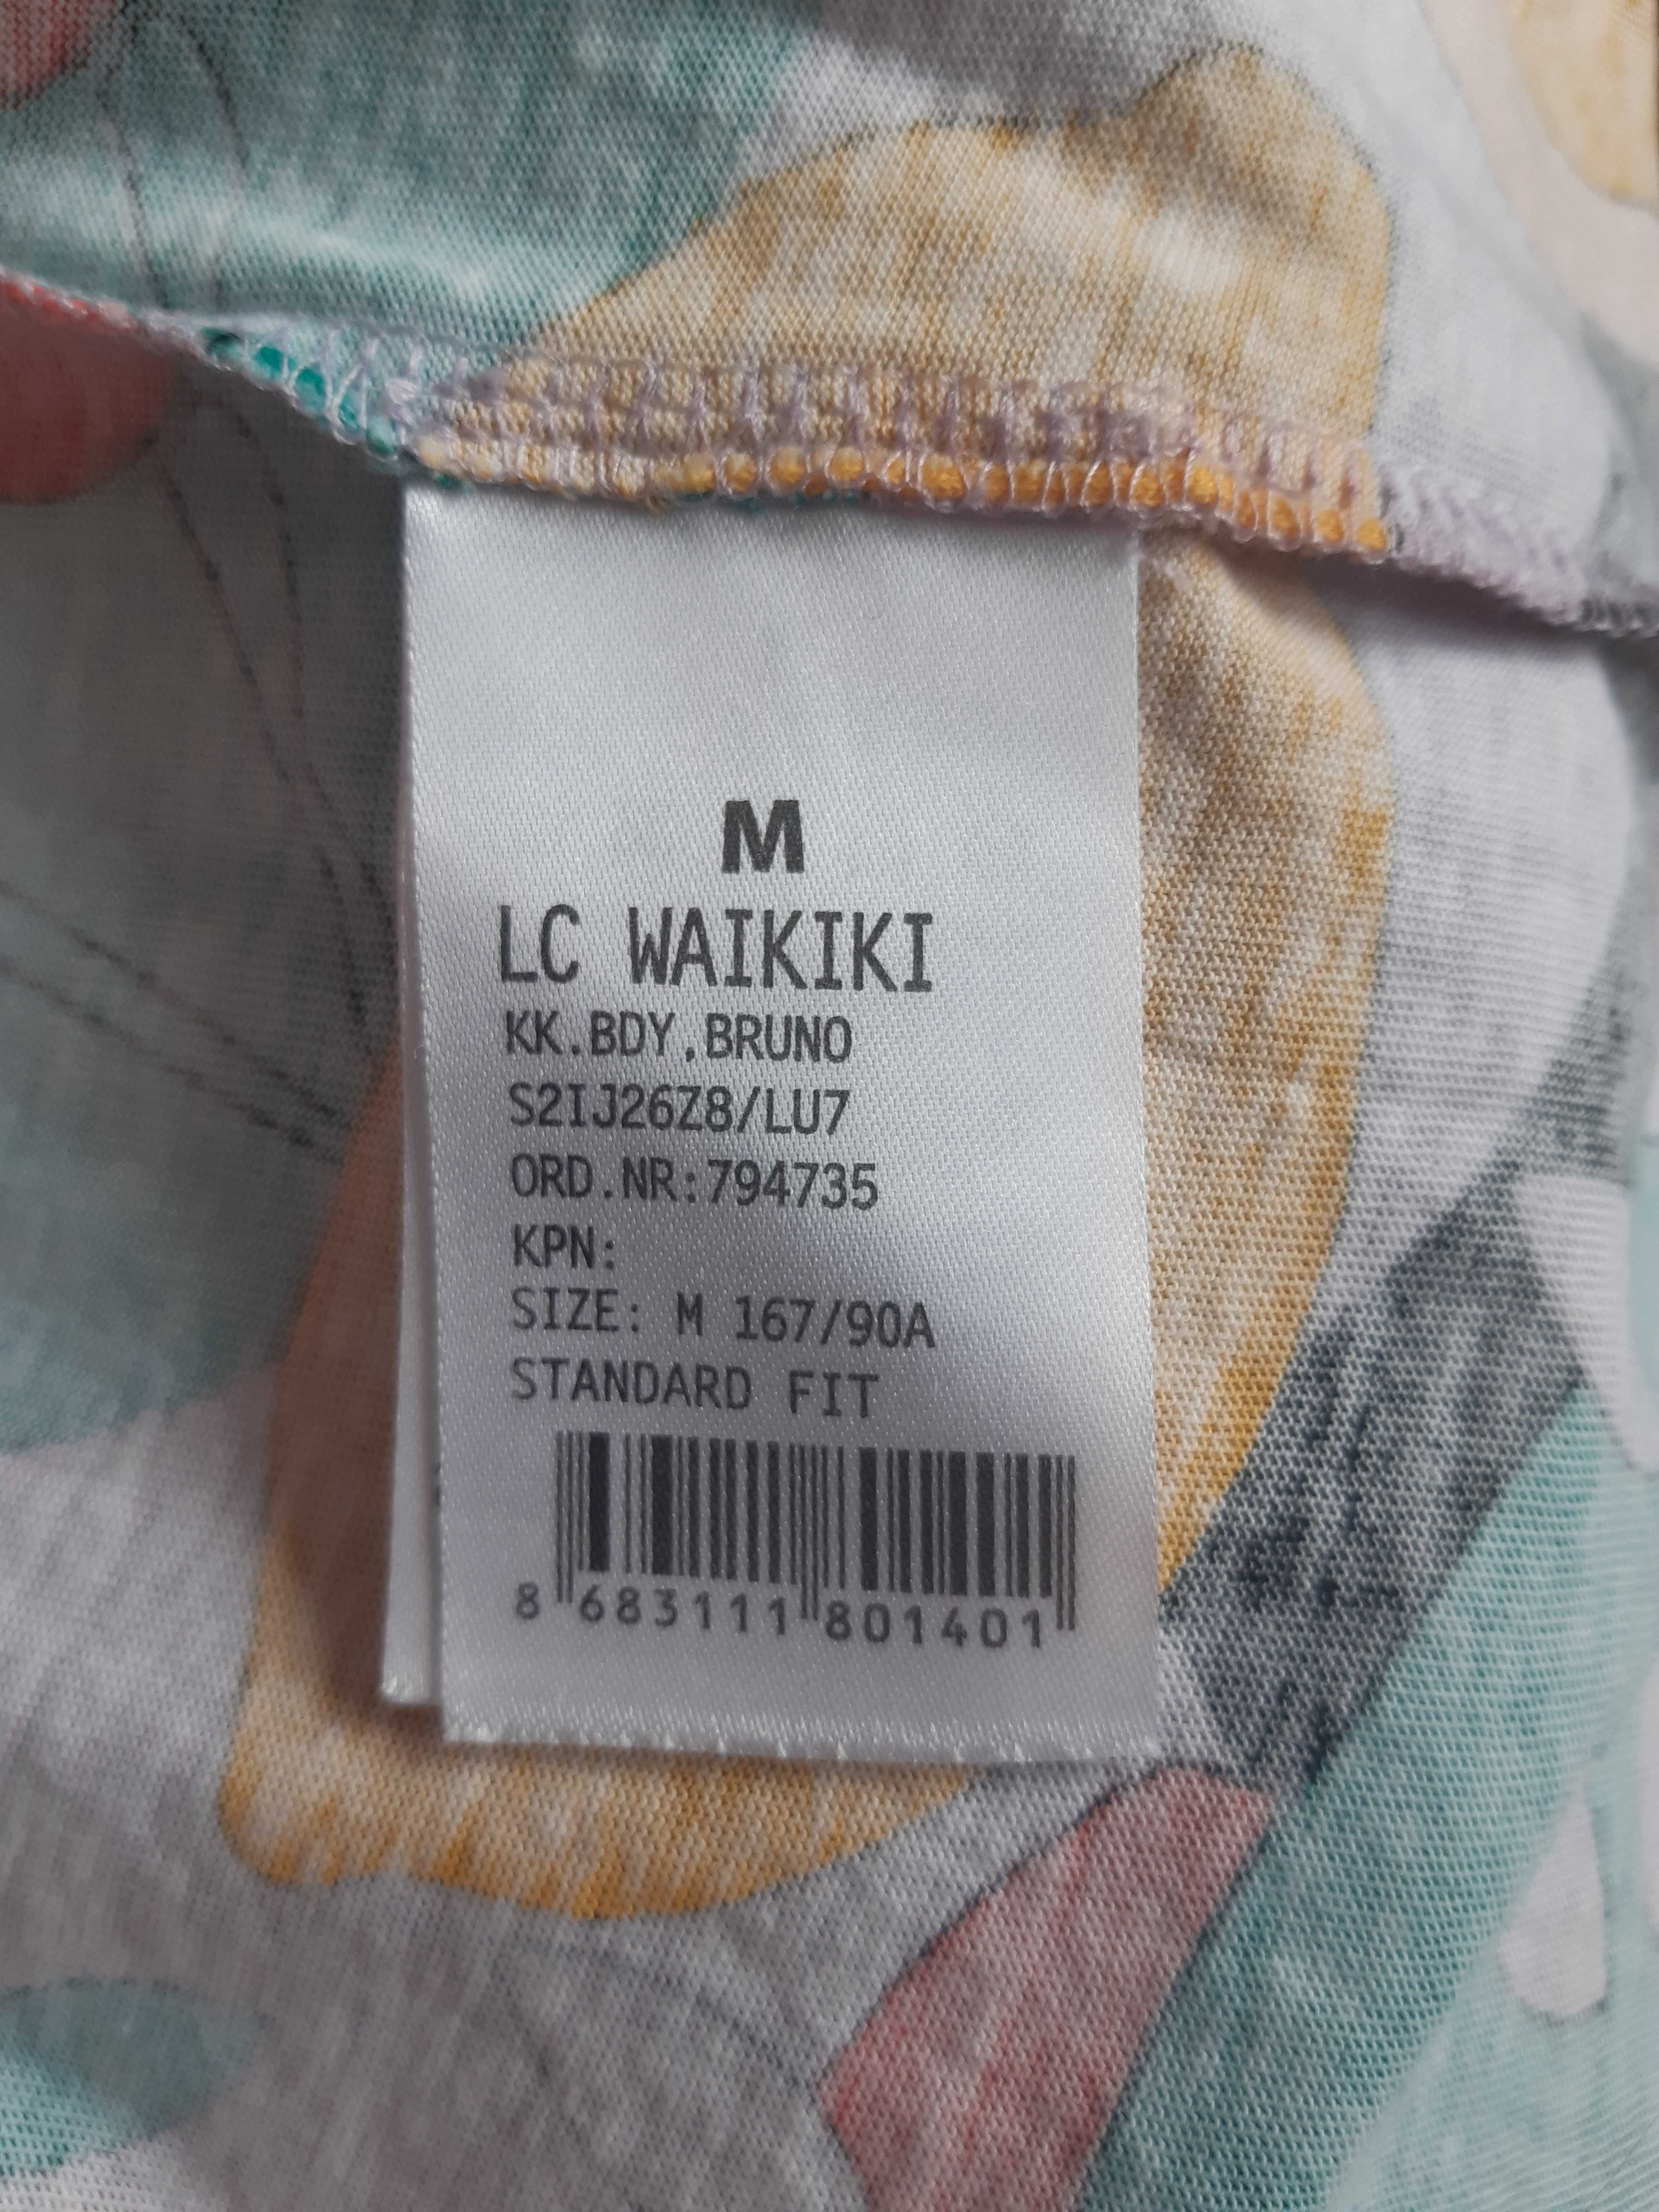 M
LC WAIKIKI
KK.BDY,BRUNO
S2IJ26Z8/LU7
ORD.NR:794735
KPN:
SIZE: M 167/90A
STANDARD FIT
8 683111 801401